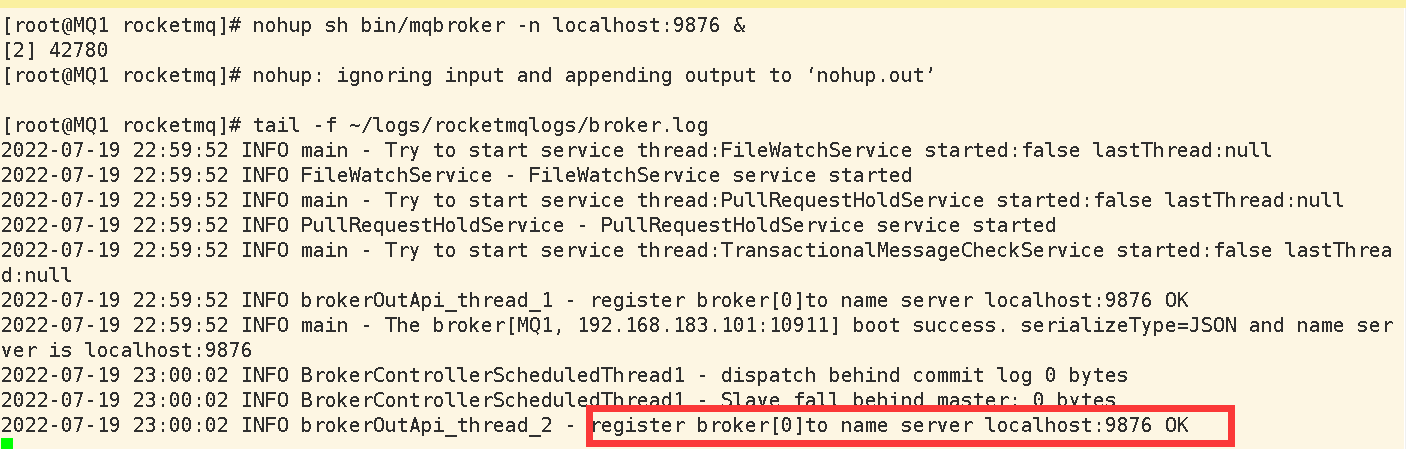 [root@MQ1 rocketmq]# nohup sh bin/mqbroker -n localhost:9876 &
[2] 42780
[root@MQ1 rocketmq]# nohup: ignoring input and appending output to ‘nohup.out’
[root@MQ1 rocketmq]# tail -f ~/logs/rocketmqlogs/broker.log
2022-07-19 22:59:52 INFO main - Try to start service thread:FileWatchService started:false lastThread:null
2022-07-19 22:59:52 INFO FileWatchService - FileWatchService service started
2022-07-19 22:59:52 INFO main - Try to start service thread:PullRequestHoldService started:false lastThread:null
2022-07-19 22:59:52 INFO PullRequestHoldService - PullRequestHoldService service started
2022-07-19 22:59:52 INFO main - Try to start service thread:TransactionalMessageCheckService started:false lastThrea
d:null
2022-07-19 22:59:52 INFO brokerOutApi_thread_1 - register broker[0]to name server localhost:9876 OK
2022-07-19 22:59:52 INFO main - The broker[MQ1, 192.168.183.101:10911] boot success. serializeType=JSON and name ser
ver is localhost:9876
2022-07-19 23:00:02 INFO BrokerControllerScheduledThread1 - dispatch behind commit log 0 bytes
2022-07-19 23:00:02 INFO BrokerControllerScheduledThread1 - Slave fall behind master: 0 bytes
2022-07-19 23:00:02 INFO brokerOutApi_thread_2 - register broker[0]to name server localhost:9876 OK